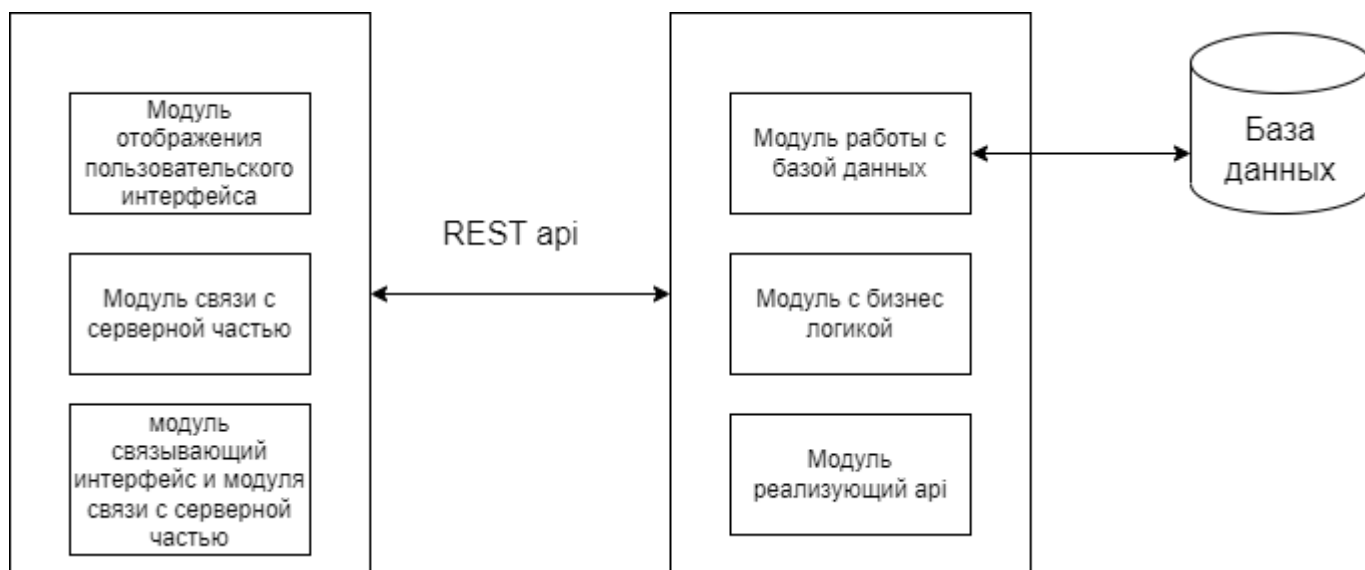 Модуль
отображения
пользовательского
интерфейса
Модуль связи с
серверной частью
модуль
связывающий
интерфейс и модуля
связи с серверной
частью
REST api
Модуль работы с
базой данных
Модуль с бизнес
логикой
Модуль
реализующий api
База
данных